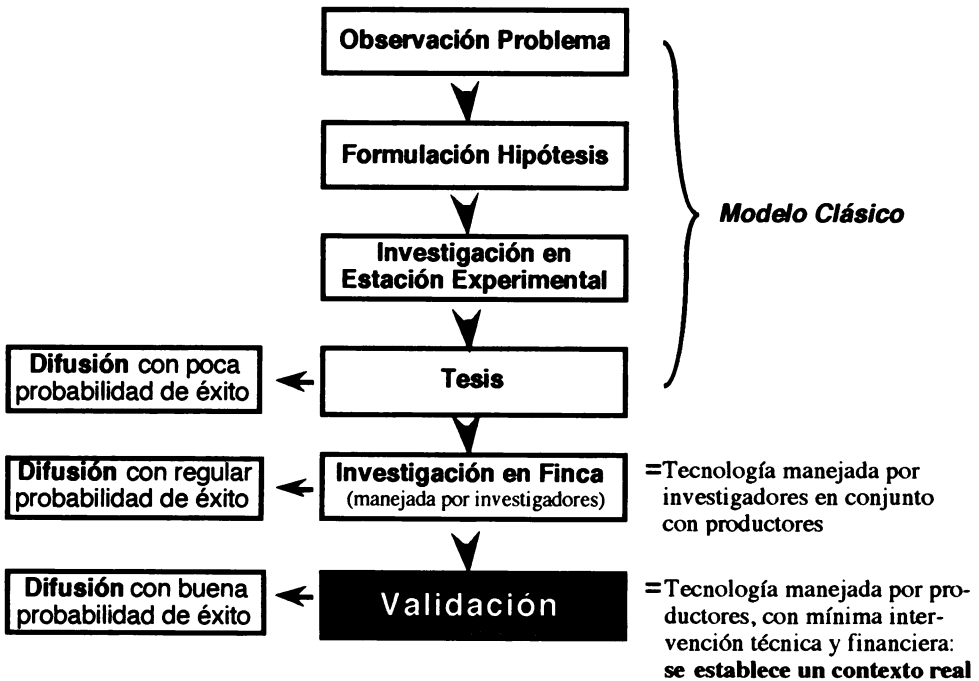 Observación Problema
Formulación Hipótesis
Modelo Clásico
Investigación en
Estación Experimental
Difusión con poca
probabilidad de éxito
Tesis
Difusión con regular
probabilidad de éxito
Investigación en Finca
(manejada por investigadores)
=Tecnología manejada por
investigadores en conjunto
con productores
Difusión con buena
probabilidad de éxito
Validación
=Tecnología manejada por pro-
ductores, con mínima inter-
vención técnica y financiera:
se establece un contexto real